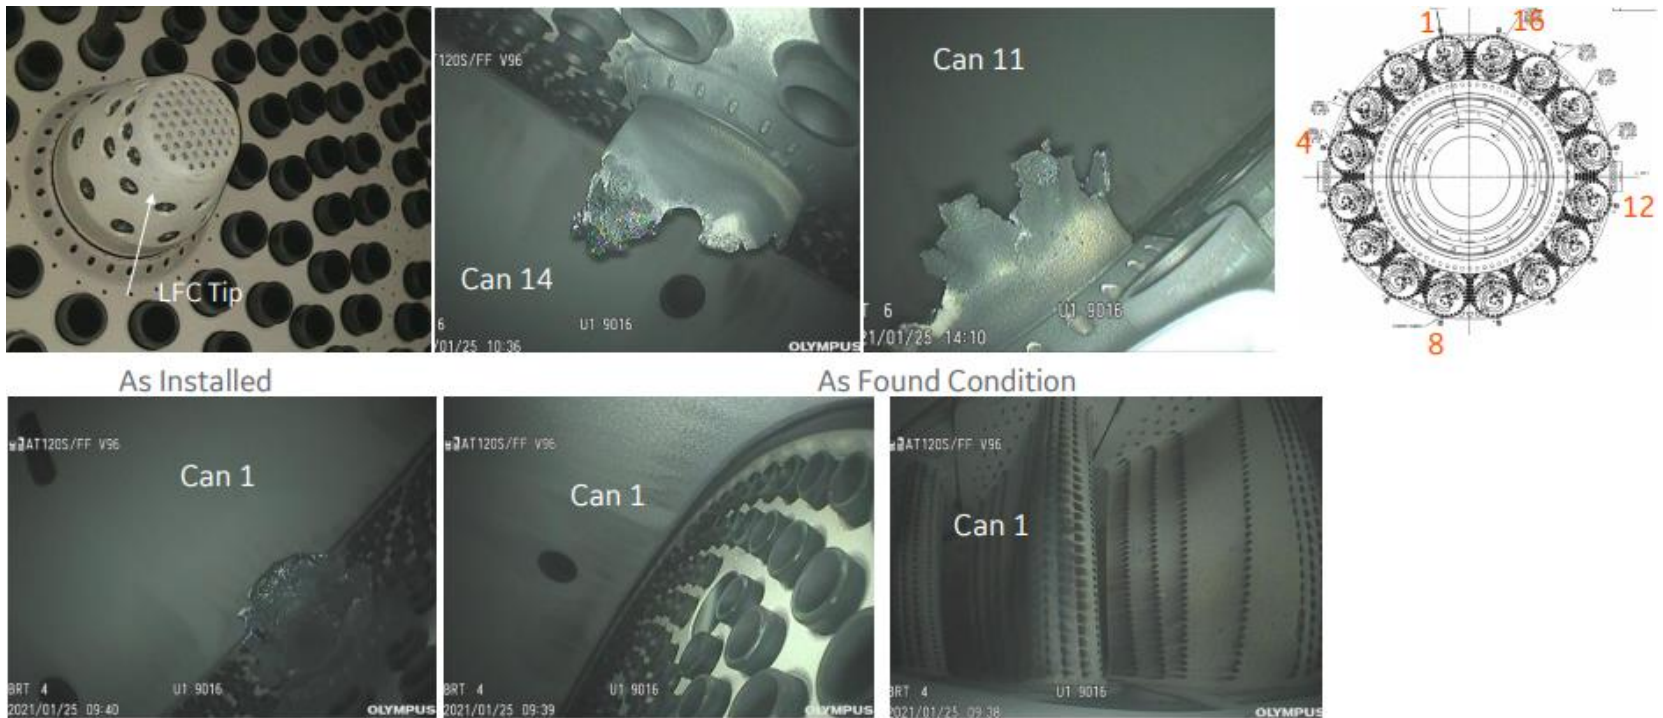 LFC Tip
T120S/FF V96
Can 14
6
U1 9016
/01/25 10:36
OLYMPUS
Can 11
T 6
U1 9016
1/01/25 14:10
1
16
4
12
8
As Installed
As Found Condition
AT120S/FF V96
Can 1
BRT 4
U1 9016
2021/01/25 09:40
OLYMPUS
AT120S/FF V96
Can 1
BRT 4
U1 9016
2021/01/25 09:39
OLYMPUS
AT120S/FF V96
Can 1
BRT 4
U1 9016
2021/01/25 09:38
OLYMPUS